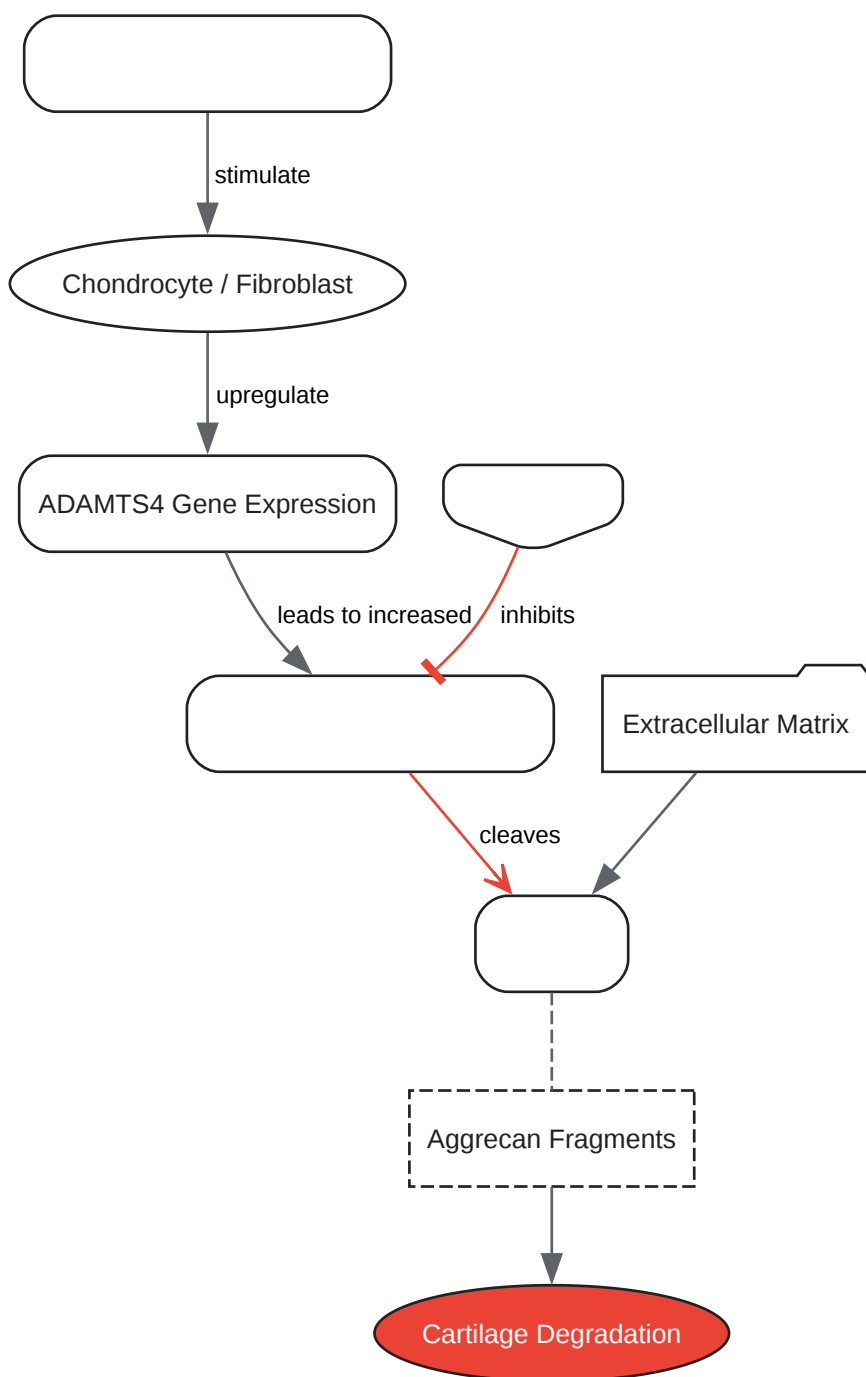 stimulate
Chondrocyte / Fibroblast
upregulate
ADAMTS4 Gene Expression
leads to increased
inhibits
Extracellular Matrix
cleaves
Aggrecan Fragments
Cartilage Degradation